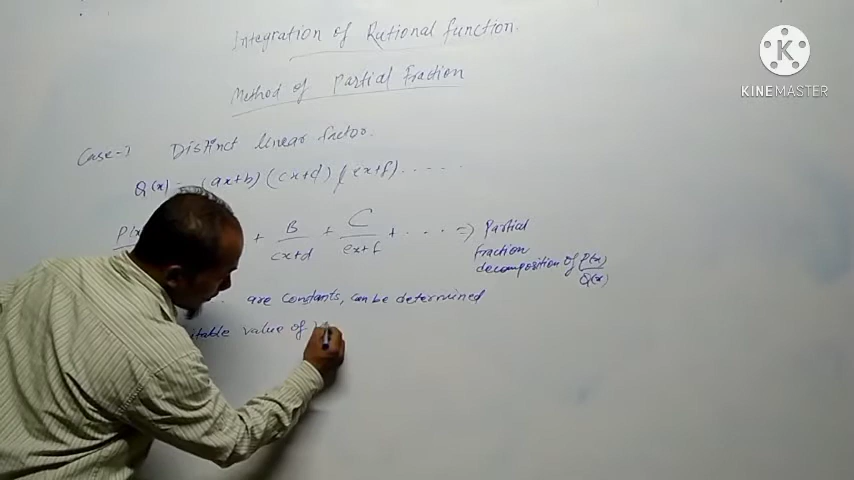 Integration of Rational function.
Method of Partial Fraction
KINEMASTER
Case-1 Distinct linear factor.
Q(x) = (ax+b) (cx+d) (ex+f) .....
P(x + B/cx+d + C/ex+f + .... => Partial fraction decomposition of P(x)/Q(x)
are constants, can be determined
itable value of